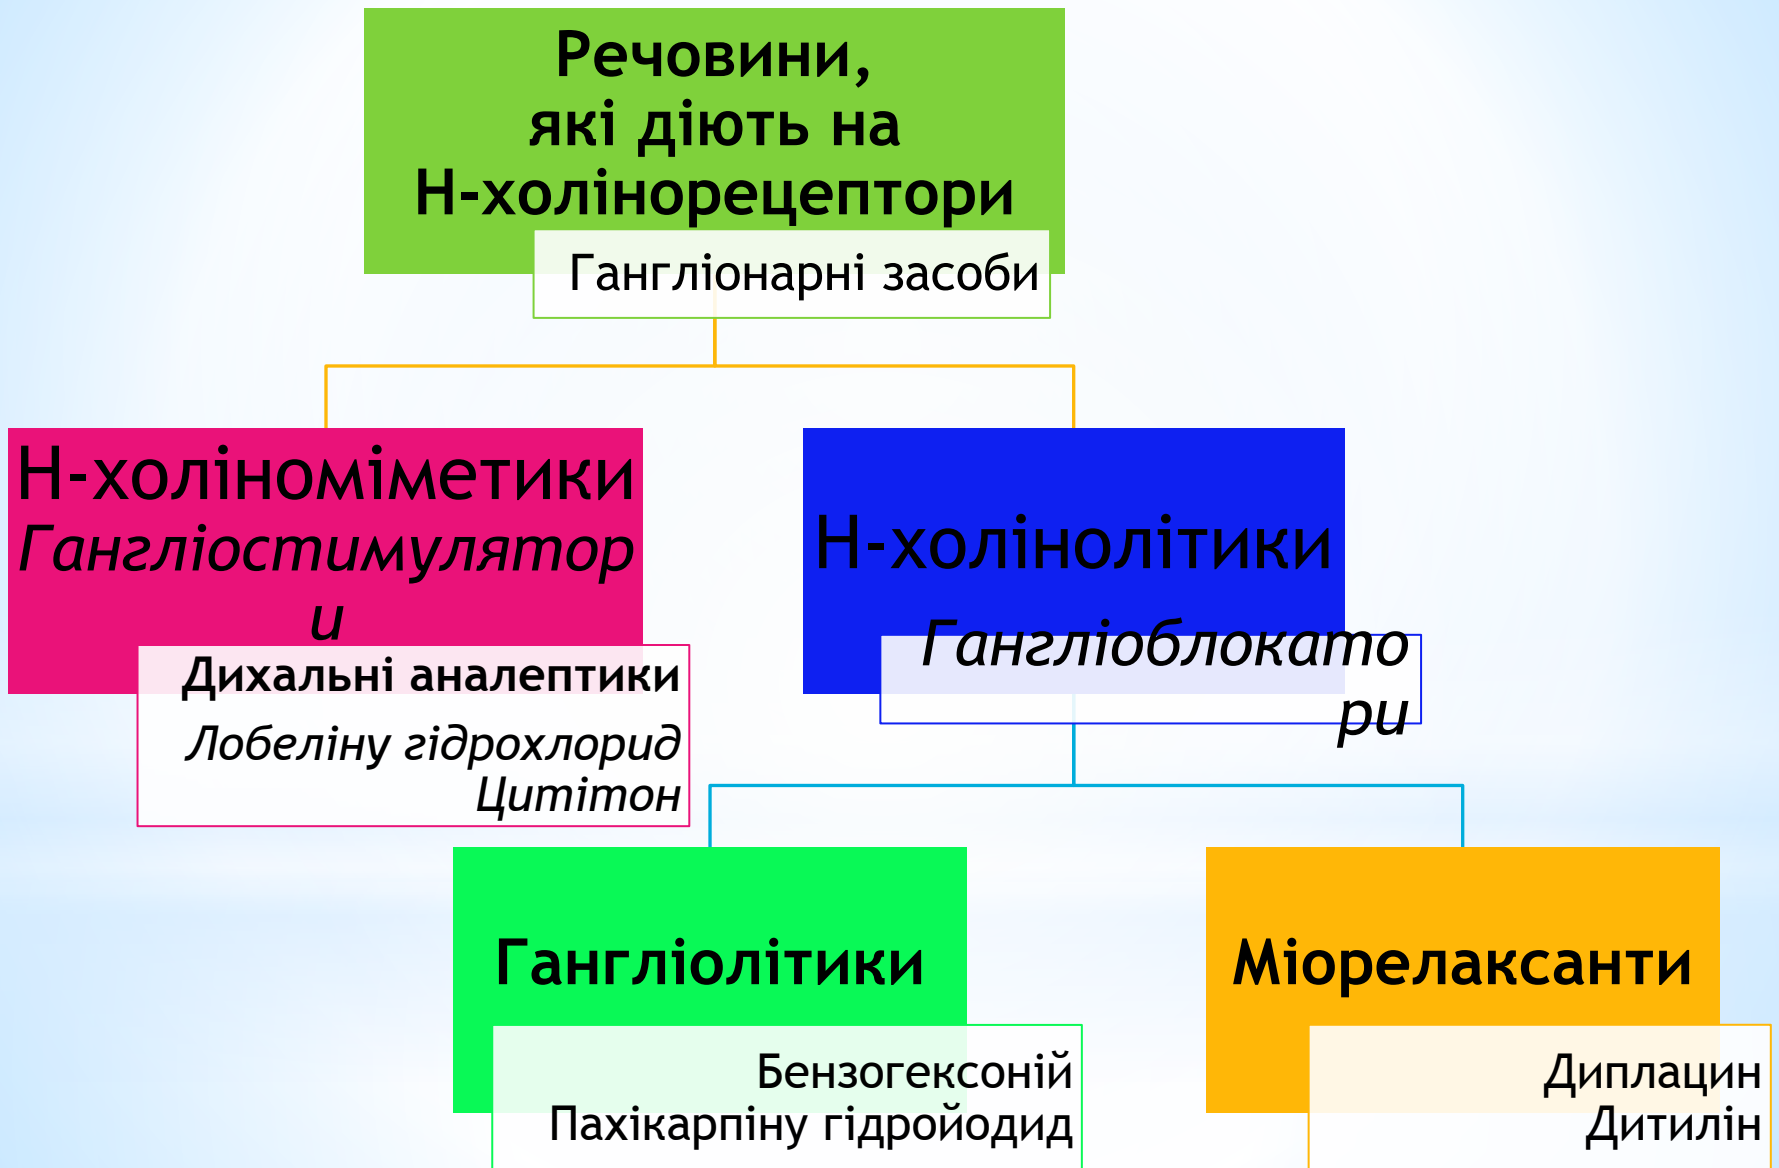 Речовини,
які діють на
Н-холінорецептори
Гангліонарні засоби
Н-холіноміметики
Гангліостимулятор
и
Дихальні аналептики
Лобеліну гідрохлорид
Цитітон
Н-холінолітики
Гангліоблокато
ри
Гангліолітики
Бензогексоній
Пахікарпіну гідройодид
Міорелаксанти
Диплацин
Дитилін